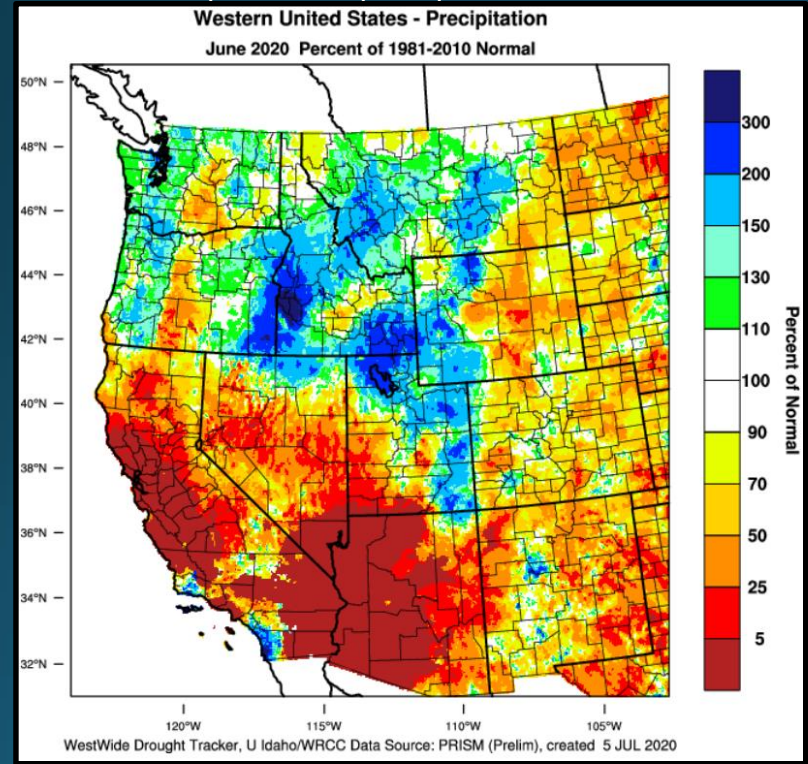 Western United States - Precipitation
June 2020 Percent of 1981-2010 Normal
50°N
48°N
46°N
44°N
42°N
40°N
38°N
36°N
34°N
32°N
120°W
115°W
110°W
105°W
300
200
150
130
110
100
90
70
50
25
5
Percent of Normal
WestWide Drought Tracker, U Idaho/WRCC Data Source: PRISM (Prelim), created 5 JUL 2020